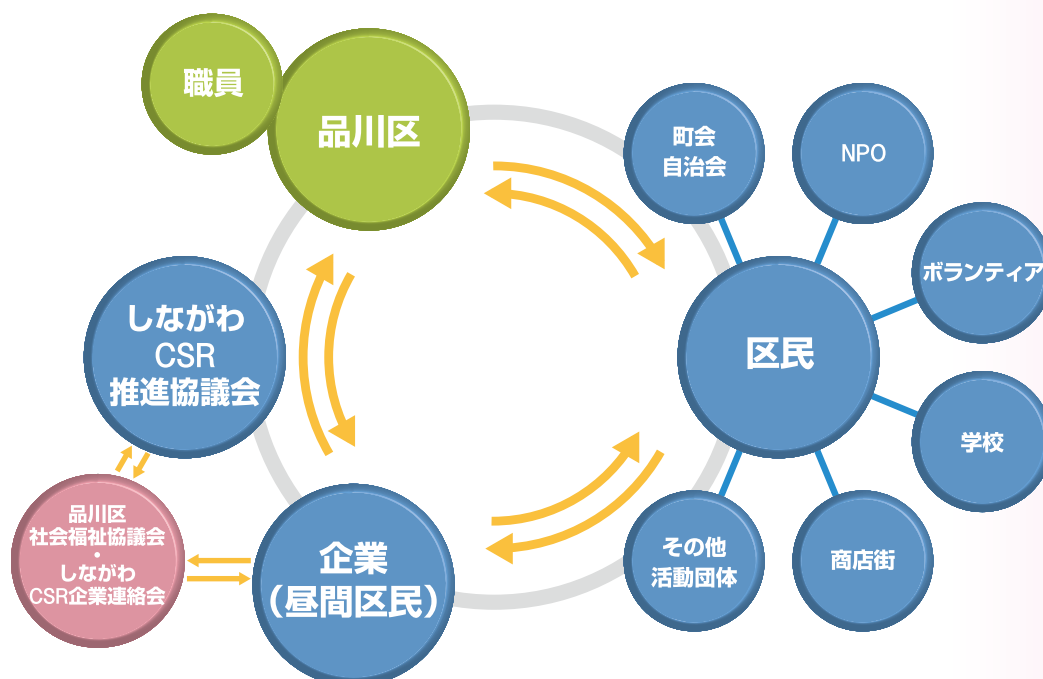 職員
品川区
町会
自治会
NPO
ボランティア
しながわ
CSR
推進協議会
区民
学校
品川区
社会福祉協議会
・
しながわ
CSR企業連絡会
企業
（昼間区民）
その他
活動団体
商店街